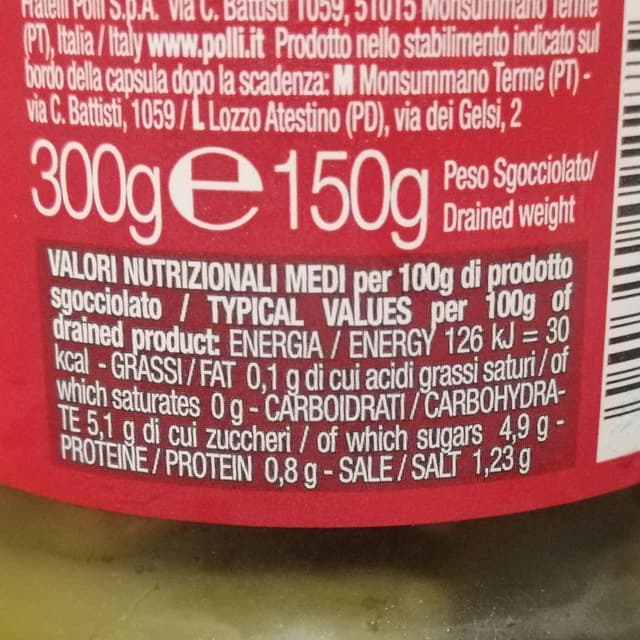 Fratelli Polli S.p.A. Via C. Battisti 1059, 51015 Monsummano Terme
(PT), Italia / Italy www.polli.it Prodotto nello stabilimento indicato sul
bordo della capsula dopo la scadenza: M Monsummano Terme (PT) -
via C. Battisti, 1059 / L Lozzo Atestino (PD), via dei Gelsi, 2
300g e 150g Peso Sgocciolato/
Drained weight
VALORI NUTRIZIONALI MEDI per 100g di prodotto
sgocciolato / TYPICAL VALUES per 100g of
drained product: ENERGIA / ENERGY 126 kJ = 30
kcal - GRASSI / FAT 0,1 g di cui acidi grassi saturi / of
which saturates 0 g - CARBOIDRATI / CARBOHYDRA-
TE 5,1 g di cui zuccheri / of which sugars 4,9 g -
PROTEINE / PROTEIN 0,8 g - SALE / SALT 1,23 g